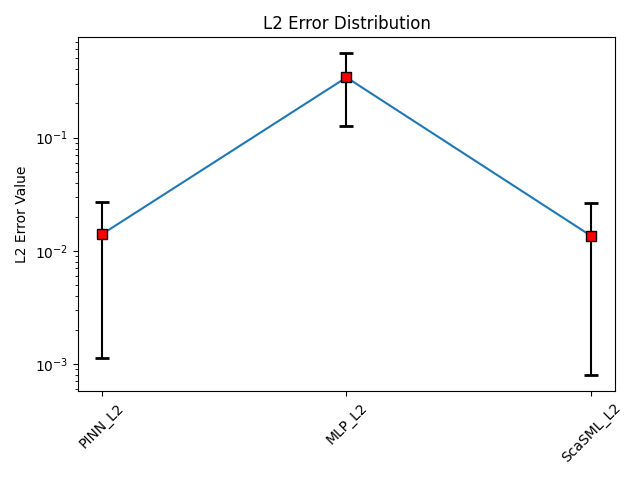 L2 Error Distribution
L2 Error Value
10⁻¹
10⁻²
10⁻³
PINN_L2
MLP_L2
ScaSML_L2